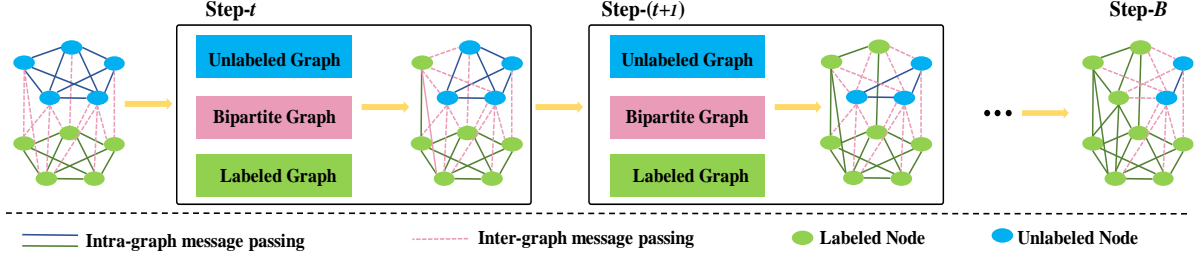 Step-t
Step-(t+1)
Step-B
Unlabeled Graph
Bipartite Graph
Labeled Graph
Unlabeled Graph
Bipartite Graph
Labeled Graph
...
Intra-graph message passing
Inter-graph message passing
Labeled Node
Unlabeled Node